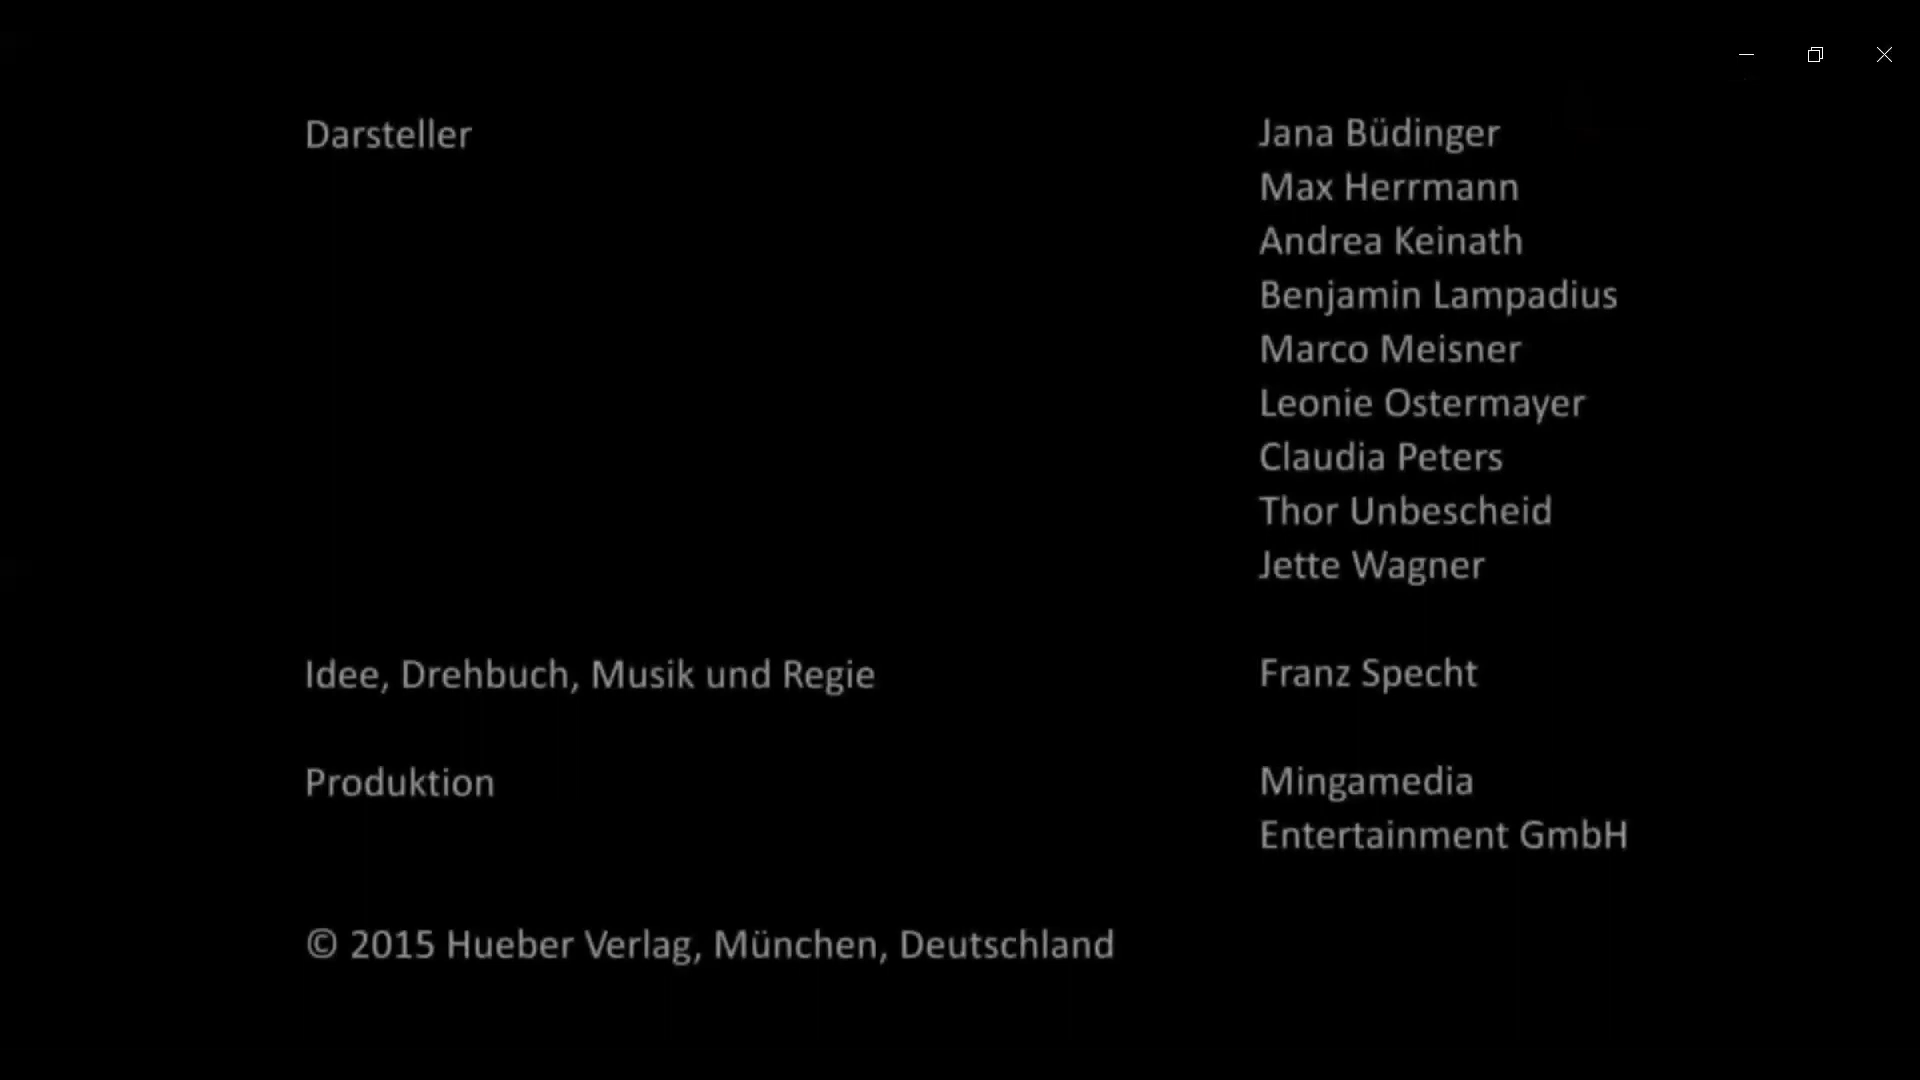 Darsteller
Jana Büdinger
Max Herrmann
Andrea Keinath
Benjamin Lampadius
Marco Meisner
Leonie Ostermayer
Claudia Peters
Thor Unbescheid
Jette Wagner
Idee, Drehbuch, Musik und Regie
Franz Specht
Produktion
Mingamedia
Entertainment GmbH
© 2015 Hueber Verlag, München, Deutschland